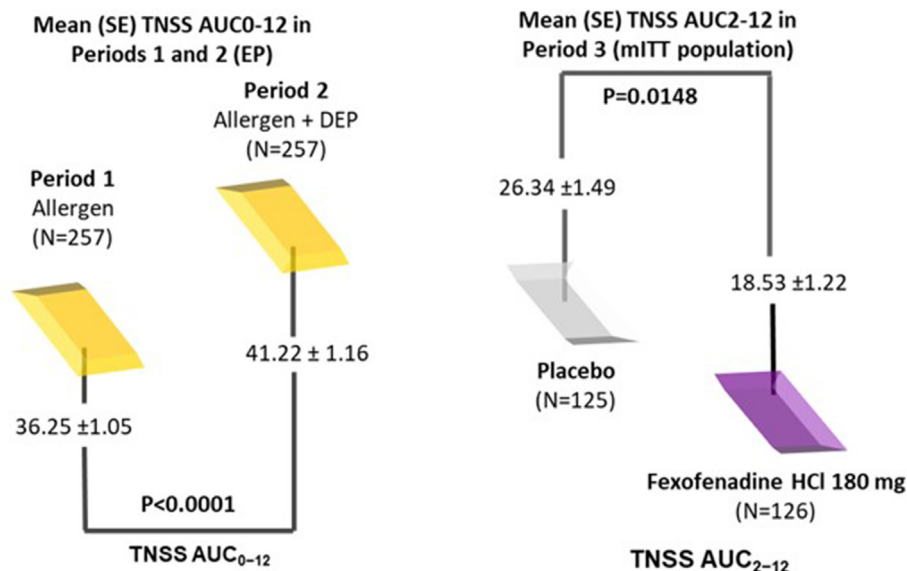 Mean (SE) TNSS AUC0-12 in
Periods 1 and 2 (EP)
Period 2
Allergen + DEP
(N=257)
Period 1
Allergen
(N=257)
41.22 ± 1.16
36.25 ±1.05
P<0.0001
TNSS AUC₀₋₁₂
Mean (SE) TNSS AUC2-12 in
Period 3 (mITT population)
P=0.0148
26.34 ±1.49
18.53 ±1.22
Placebo
(N=125)
Fexofenadine HCl 180 mg
(N=126)
TNSS AUC₂₋₁₂